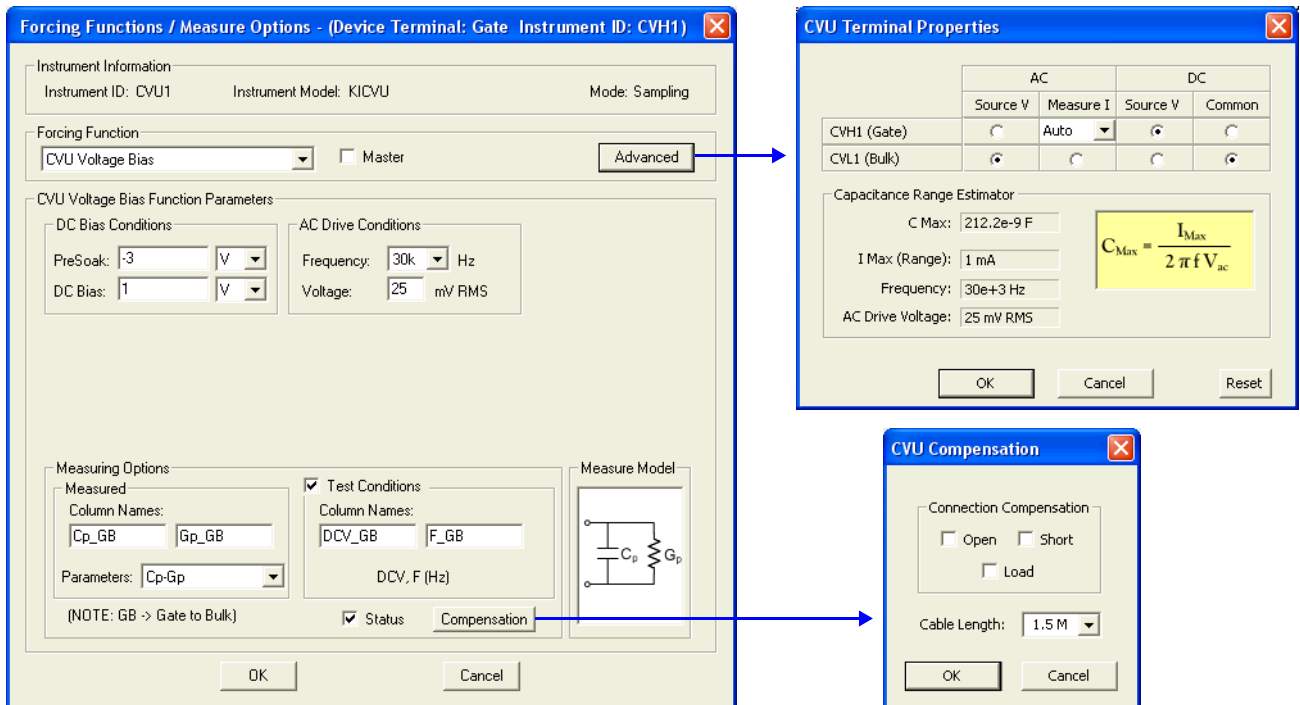 Forcing Functions / Measure Options - (Device Terminal: Gate Instrument ID: CVH1)
Instrument Information
Instrument ID: CVU1 Instrument Model: KICVU Mode: Sampling
Forcing Function
CVU Voltage Bias Master Advanced
CVU Voltage Bias Function Parameters
DC Bias Conditions
PreSoak: -3 V
DC Bias: 1 V
AC Drive Conditions
Frequency: 30k Hz
Voltage: 25 mV RMS
Measuring Options
Measured
Column Names:
Cp_GB Gp_GB
Parameters: Cp-Gp
(NOTE: GB -> Gate to Bulk)
Test Conditions
Column Names:
DCV_GB F_GB
DCV, F (Hz)
Status Compensation
Measure Model
Cp Gp
OK Cancel
CVU Terminal Properties
AC DC
Source V Measure I Source V Common
CVH1 (Gate) Auto
CVL1 (Bulk)
Capacitance Range Estimator
C Max: 212.2e-9 F
I Max (Range): 1 mA
Frequency: 30e+3 Hz
AC Drive Voltage: 25 mV RMS
CMax = IMax / 2 π f Vac
OK Cancel Reset
CVU Compensation
Connection Compensation
Open Short
Load
Cable Length: 1.5 M
OK Cancel